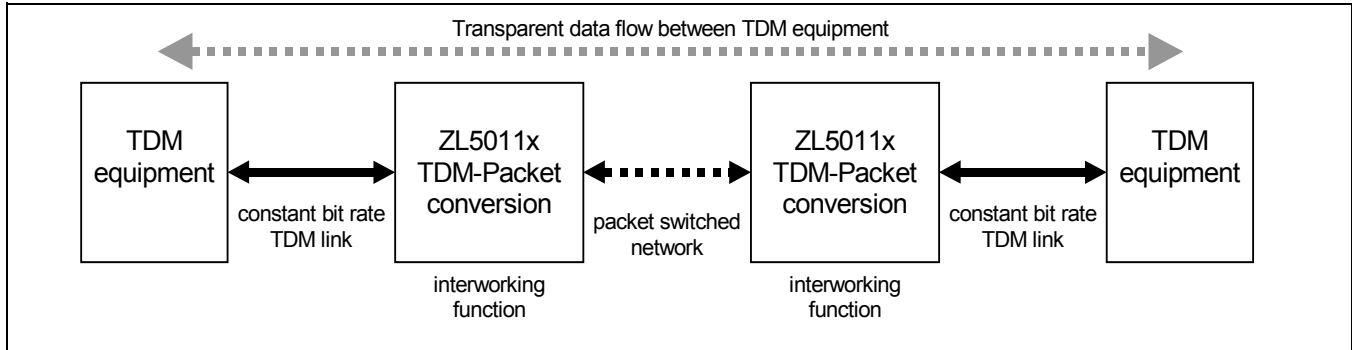 Transparent data flow between TDM equipment
TDM
equipment
constant bit rate
TDM link
ZL5011x
TDM-Packet
conversion
interworking
function
packet switched
network
ZL5011x
TDM-Packet
conversion
interworking
function
constant bit rate
TDM link
TDM
equipment